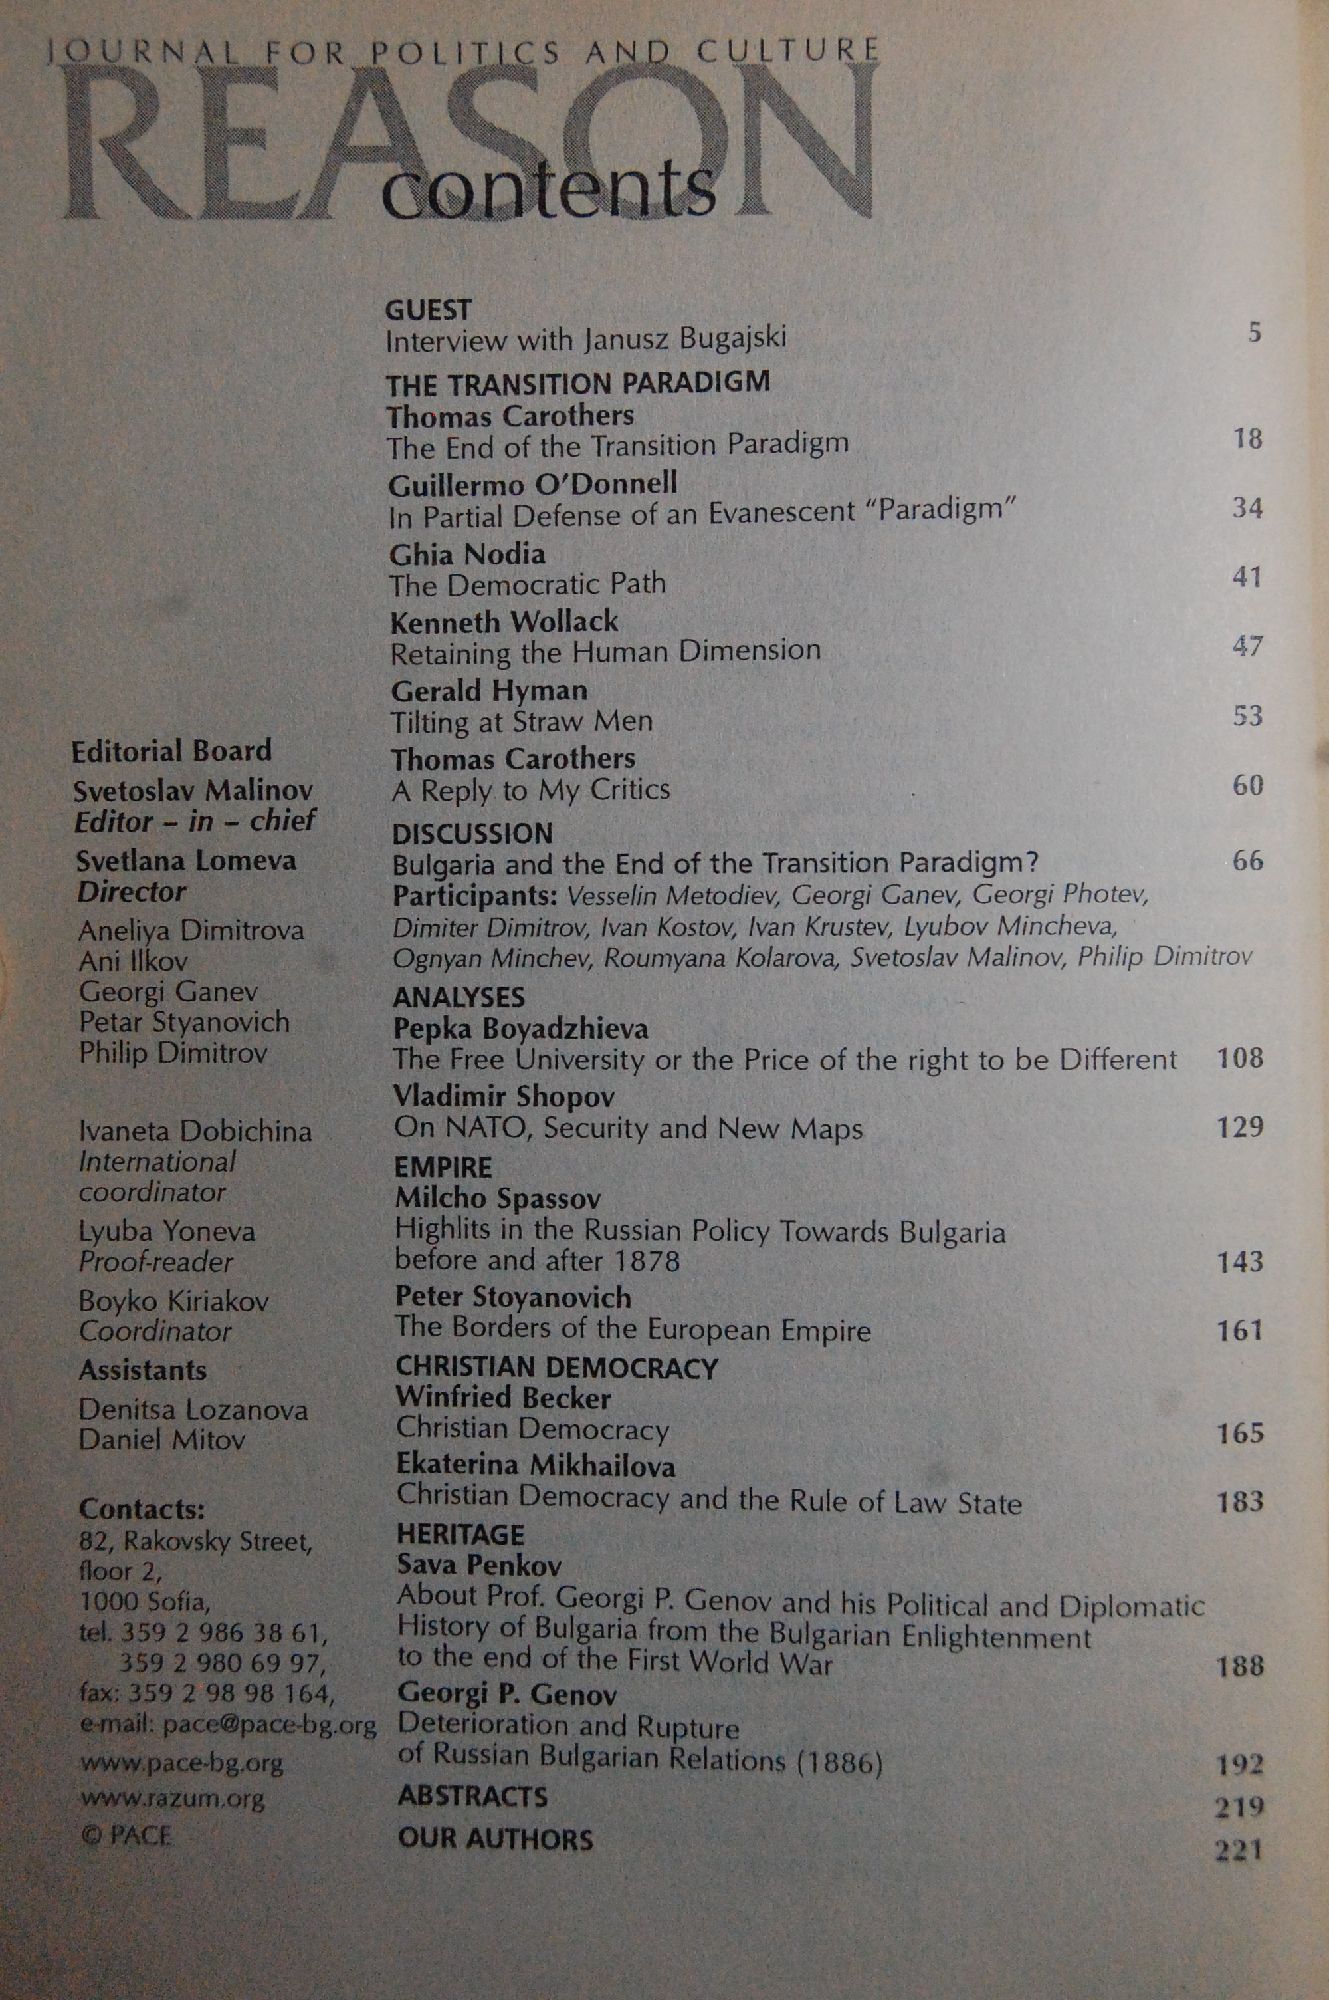 JOURNAL FOR POLITICS AND CULTURE
REASON
contents
GUEST
Interview with Janusz Bugajski 5
THE TRANSITION PARADIGM
Thomas Carothers
The End of the Transition Paradigm 18
Guillermo O'Donnell
In Partial Defense of an Evanescent "Paradigm" 34
Ghia Nodia
The Democratic Path 41
Kenneth Wollack
Retaining the Human Dimension 47
Gerald Hyman
Tilting at Straw Men 53
Thomas Carothers
A Reply to My Critics 60
DISCUSSION
Bulgaria and the End of the Transition Paradigm? 66
Participants: Vesselin Metodiev, Georgi Ganev, Georgi Photev,
Dimiter Dimitrov, Ivan Kostov, Ivan Krustev, Lyubov Mincheva,
Ognyan Minchev, Roumyana Kolarova, Svetoslav Malinov, Philip Dimitrov
ANALYSES
Pepka Boyadzhieva
The Free University or the Price of the right to be Different 108
Vladimir Shopov
On NATO, Security and New Maps 129
EMPIRE
Milcho Spassov
Highlits in the Russian Policy Towards Bulgaria
before and after 1878 143
Peter Stoyanovich
The Borders of the European Empire 161
CHRISTIAN DEMOCRACY
Winfried Becker
Christian Democracy 165
Ekaterina Mikhailova
Christian Democracy and the Rule of Law State 183
HERITAGE
Sava Penkov
About Prof. Georgi P. Genov and his Political and Diplomatic
History of Bulgaria from the Bulgarian Enlightenment
to the end of the First World War 188
Georgi P. Genov
Deterioration and Rupture
of Russian Bulgarian Relations (1886) 192
ABSTRACTS 219
OUR AUTHORS 221
Editorial Board
Svetoslav Malinov
Editor – in – chief
Svetlana Lomeva
Director
Aneliya Dimitrova
Ani Ilkov
Georgi Ganev
Petar Styanovich
Philip Dimitrov
Ivaneta Dobichina
International
coordinator
Lyuba Yoneva
Proof-reader
Boyko Kiriakov
Coordinator
Assistants
Denitsa Lozanova
Daniel Mitov
Contacts:
82, Rakovsky Street,
floor 2,
1000 Sofia,
tel. 359 2 986 38 61,
359 2 980 69 97,
fax: 359 2 98 98 164,
e-mail: pace@pace-bg.org
www.pace-bg.org
www.razum.org
© PACE